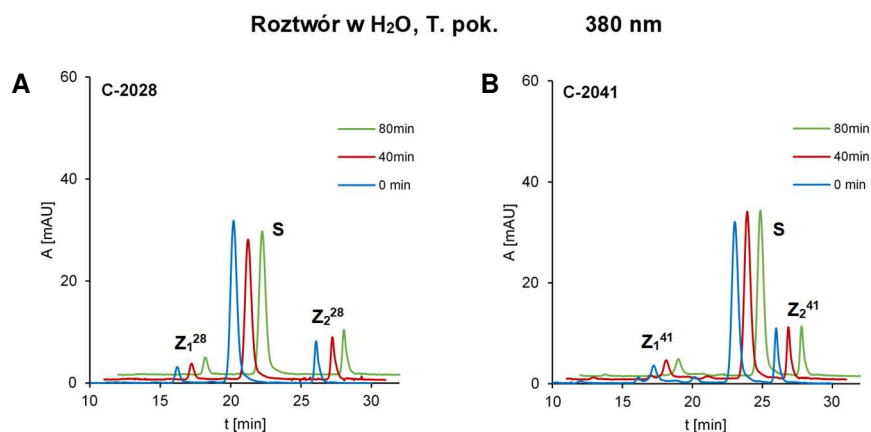 Roztwór w H₂O, T. pok. 380 nm
A
C-2028
60
40
20
0
A [mAU]
80min
40min
0 min
S
Z₁²⁸
Z₂²⁸
10 15 20 25 30
t [min]
B
C-2041
60
40
20
0
A [mAU]
80min
40min
0 min
S
Z₁⁴¹
Z₂⁴¹
10 15 20 25 30
t [min]